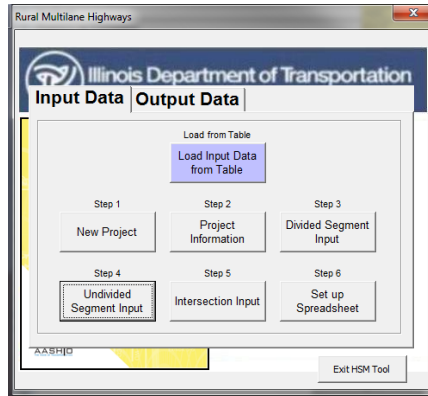 Rural Multilane Highways
Illinois Department of Transportation
Input Data Output Data
Load from Table
Load Input Data
from Table
Step 1 Step 2 Step 3
New Project
Project
Information
Divided Segment
Input
Step 4 Step 5 Step 6
Undivided
Segment Input
Intersection Input
Set up
Spreadsheet
AASHTO
Exit HSM Tool